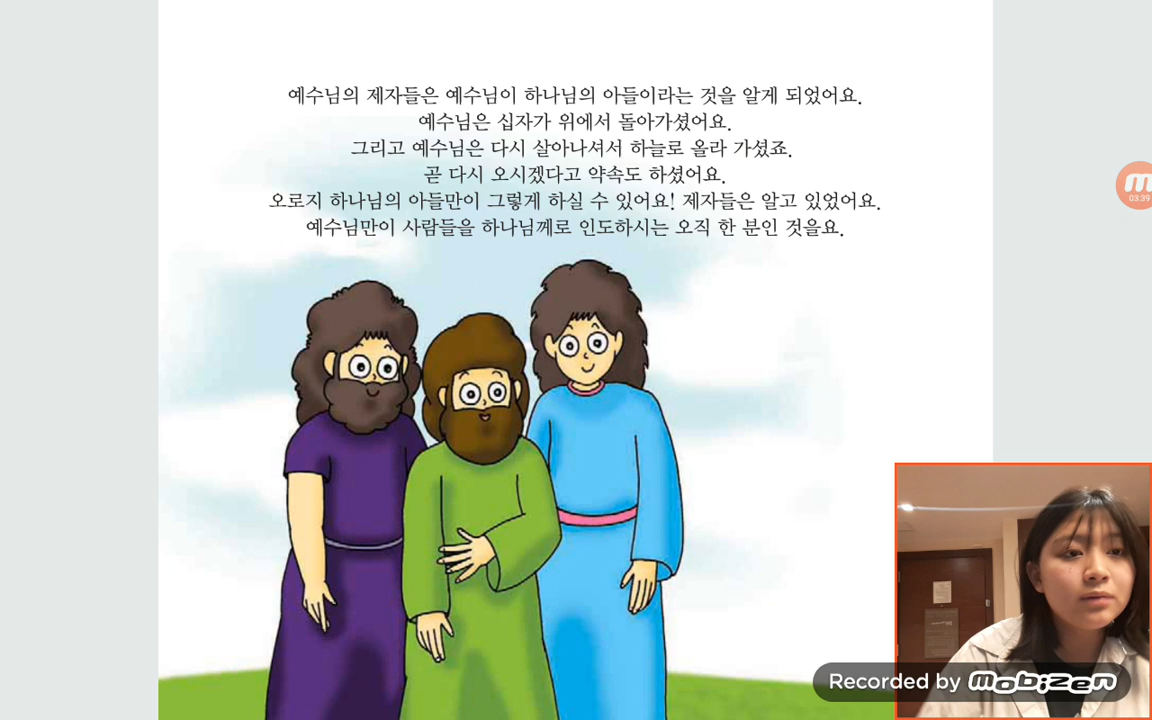 예수님의 제자들은 예수님이 하나님의 아들이라는 것을 알게 되었어요.
예수님은 십자가 위에서 돌아가셨어요.
그리고 예수님은 다시 살아나셔서 하늘로 올라 가셨죠.
곧 다시 오시겠다고 약속도 하셨어요.
오로지 하나님의 아들만이 그렇게 하실 수 있어요! 제자들은 알고 있었어요.
예수님만이 사람들을 하나님께로 인도하시는 오직 한 분인 것을요.
03:39
Recorded by mobizen